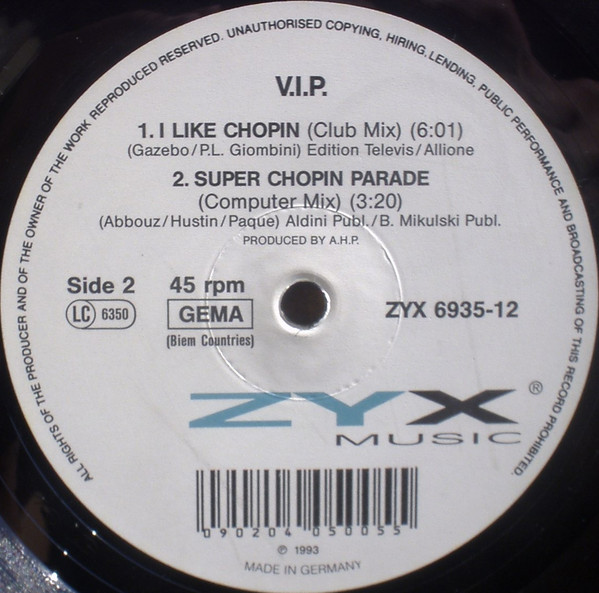 ALL RIGHTS OF THE PRODUCER AND OF THE OWNER OF THE WORK REPRODUCED RESERVED. UNAUTHORISED COPYING, HIRING, LENDING, PUBLIC PERFORMANCE AND BROADCASTING OF THIS RECORD PROHIBITED.
V.I.P.
1. I LIKE CHOPIN (Club Mix) (6:01)
(Gazebo/P.L. Giombini) Edition Televis/Allione
2. SUPER CHOPIN PARADE
(Computer Mix) (3:20)
(Abbouz/Hustin/Paque) Aldini Publ./B. Mikulski Publ.
PRODUCED BY A.H.P.
Side 2 45 rpm
LC 6350 GEMA ZYX 6935-12
(Biem Countries)
ZYX ®
MUSIC
090204 050055
℗ 1993
MADE IN GERMANY